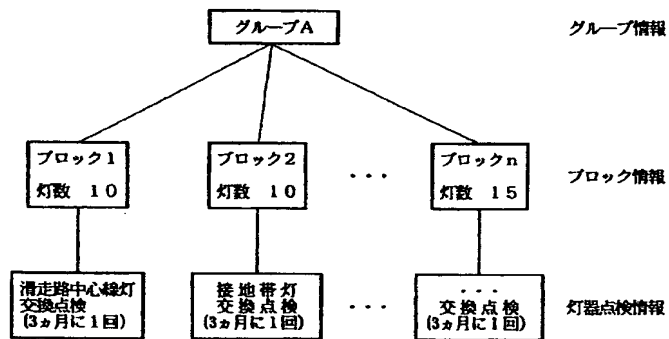 グループA
グループ情報
ブロック1
灯数 10
ブロック2
灯数 10
・・・
ブロックn
灯数 15
ブロック情報
滑走路中心線灯
交換点検
(3ヵ月に1回)
接地帯灯
交換点検
(3ヵ月に1回)
・・・
・・・
交換点検
(3ヵ月に1回)
灯器点検情報